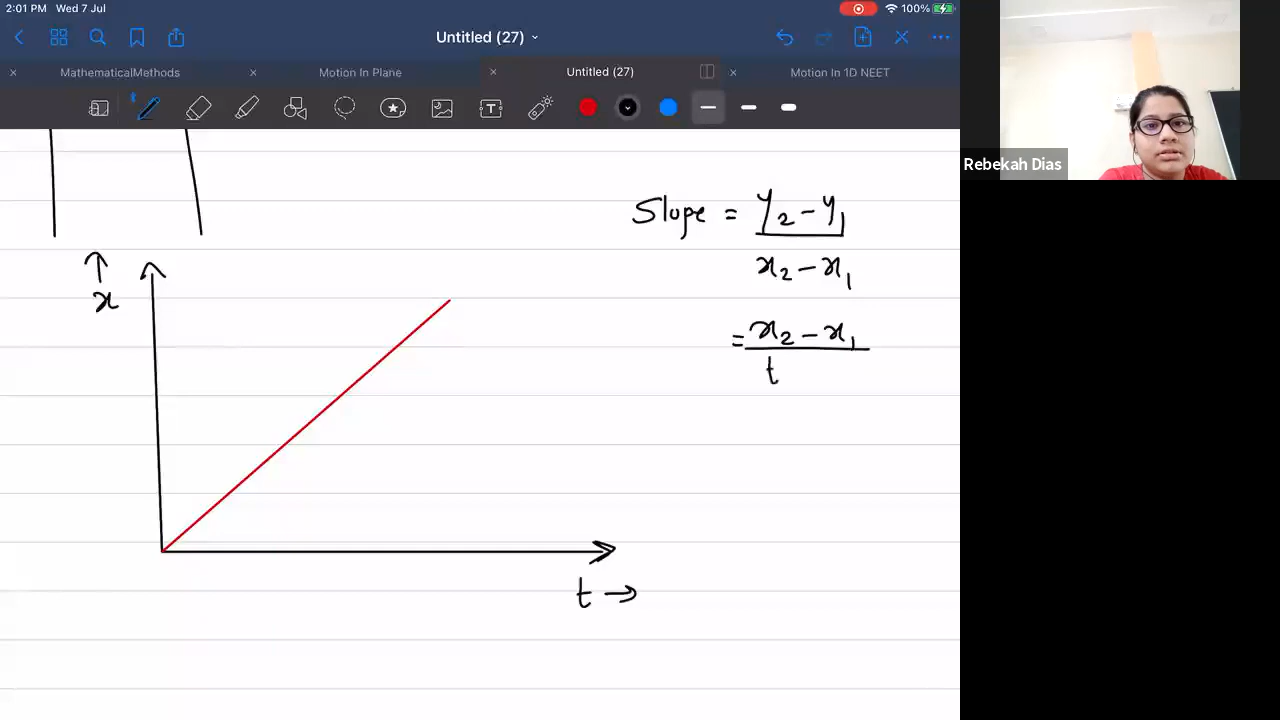 2:01 PM Wed 7 Jul
100%
Untitled (27)
MathematicalMethods
Motion In Plane
Untitled (27)
Motion In 1D NEET
T
Rebekah Dias
Slope = y₂ - y₁
x₂ - x₁
= x₂ - x₁
t
x
t →